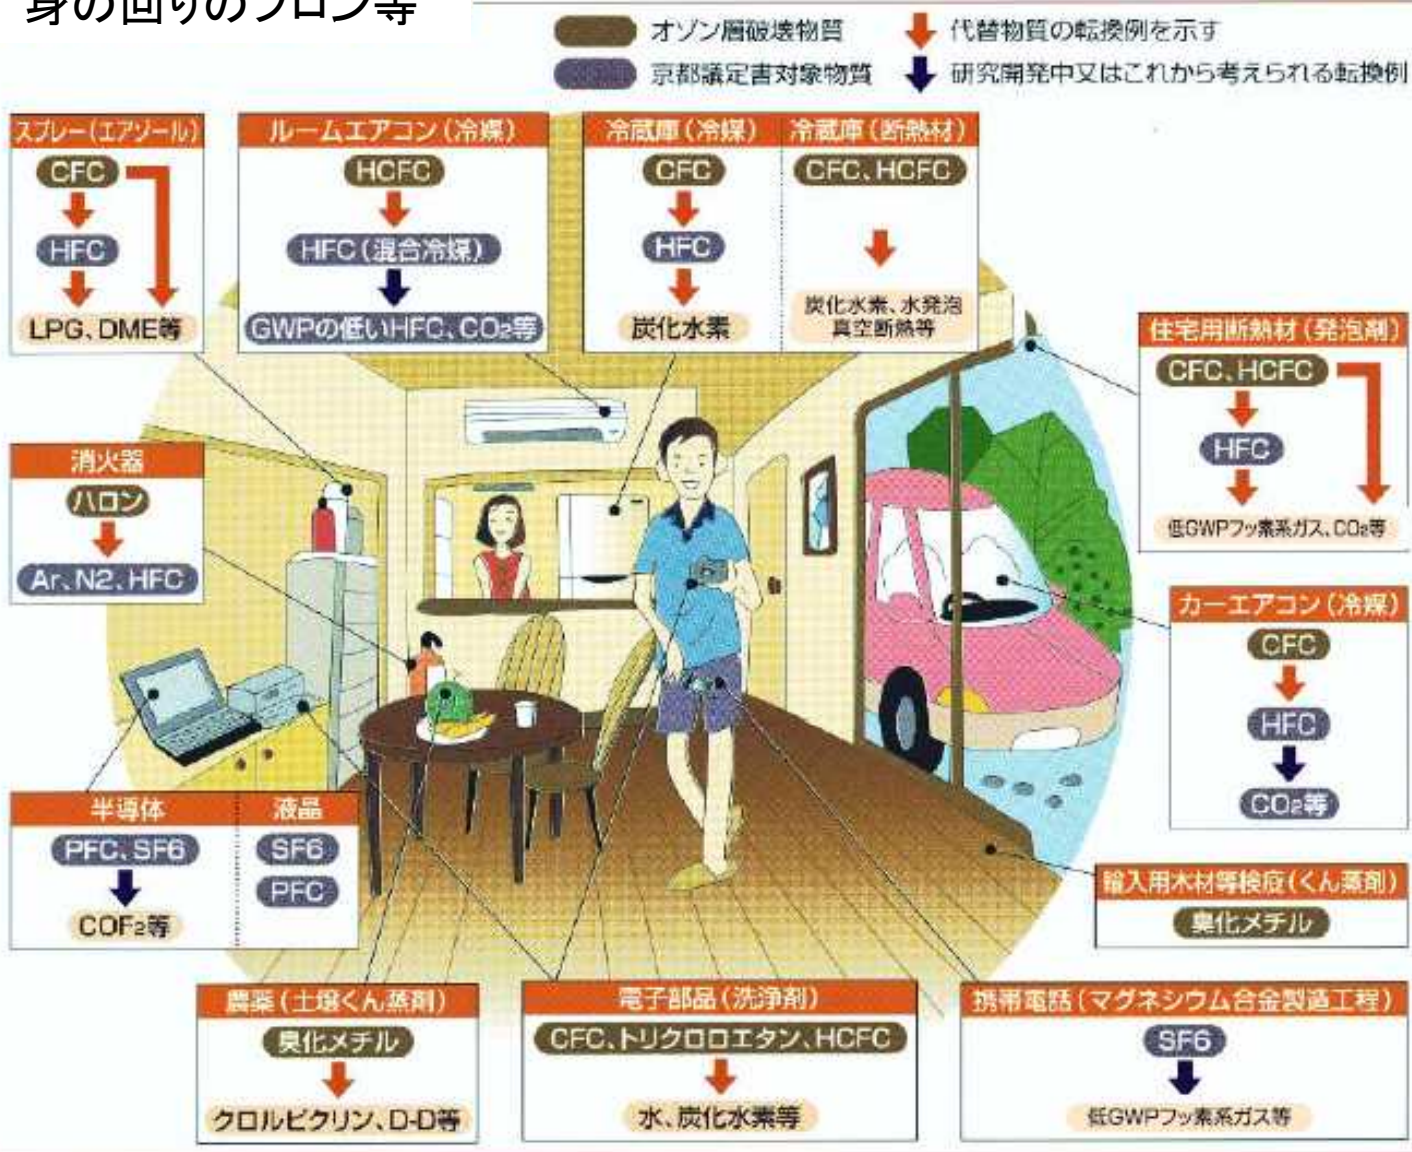 身の回りのフロン等
オゾン層破壊物質
代替物質の転換例を示す
京都議定書対象物質
研究開発中又はこれから考えられる転換例
スプレー(エアゾール)
CFC
HFC
LPG、DME等
ルームエアコン(冷媒)
HCFC
HFC(混合冷媒)
GWPの低いHFC、CO2等
冷蔵庫(冷媒)
CFC
HFC
炭化水素
冷蔵庫(断熱材)
CFC、HCFC
炭化水素、水発泡
真空断熱等
住宅用断熱材(発泡剤)
CFC、HCFC
HFC
低GWPフッ素系ガス、CO2等
消火器
ハロン
Ar、N2、HFC
カーエアコン(冷媒)
CFC
HFC
CO2等
半導体
PFC、SF6
COF2等
液晶
SF6
PFC
輸入用木材等検疫(くん蒸剤)
臭化メチル
農薬(土壌くん蒸剤)
臭化メチル
クロルピクリン、D-D等
電子部品(洗浄剤)
CFC、トリクロロエタン、HCFC
水、炭化水素等
携帯電話(マグネシウム合金製造工程)
SF6
低GWPフッ素系ガス等